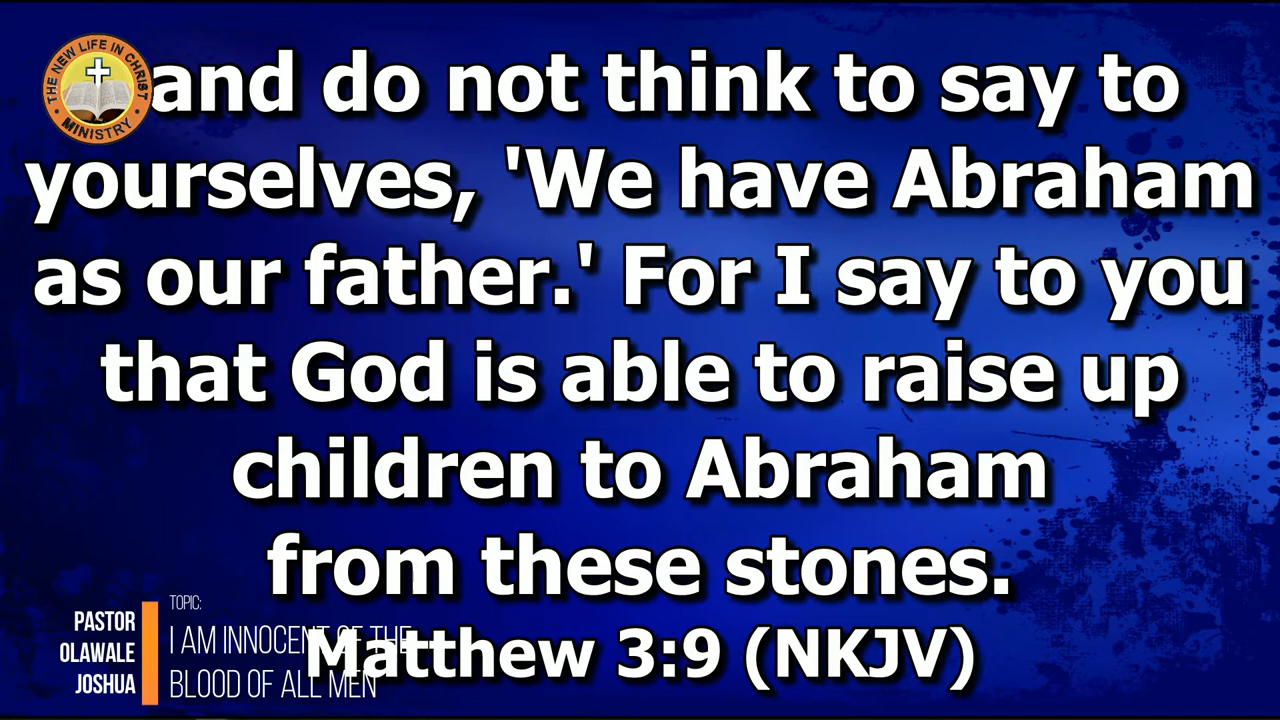 THE NEW LIFE IN CHRIST
MINISTRY
and do not think to say to
yourselves, 'We have Abraham
as our father.' For I say to you
that God is able to raise up
children to Abraham
from these stones.
Matthew 3:9 (NKJV)
PASTOR
OLAWALE
JOSHUA
TOPIC:
I AM INNOCENT OF THE
BLOOD OF ALL MEN